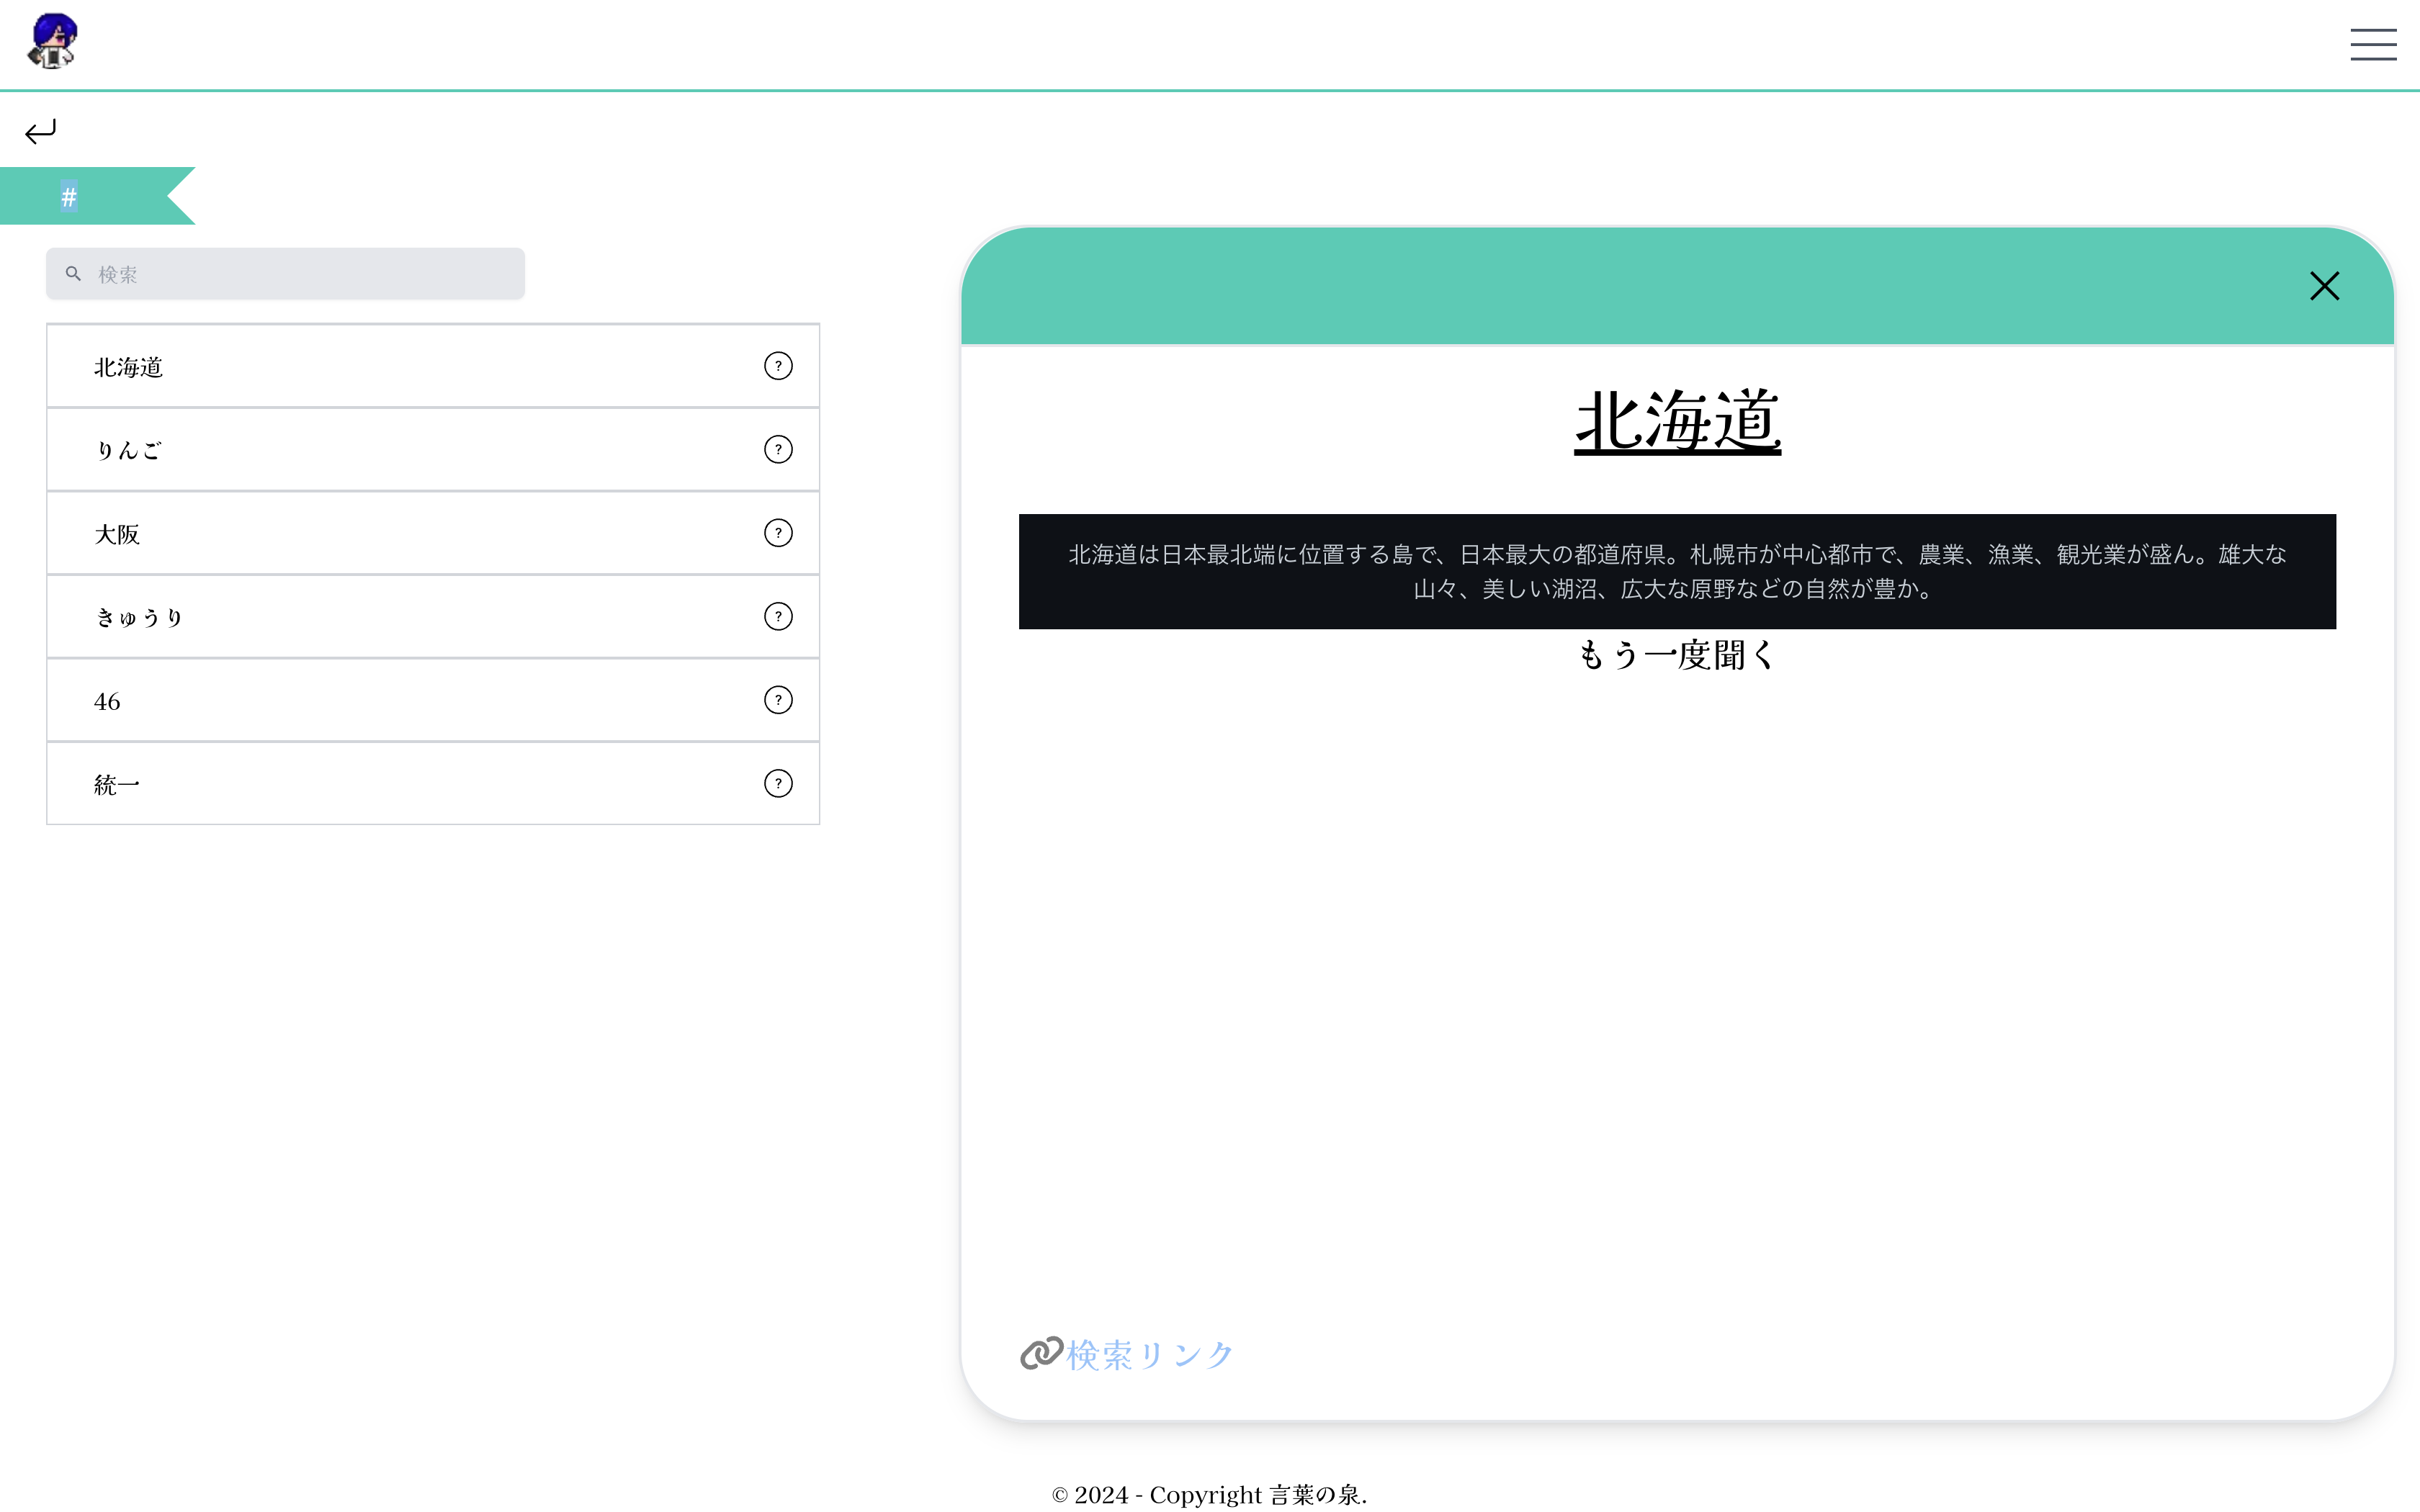 #
検索
北海道
?
りんご
?
大阪
?
きゅうり
?
46
?
統一
?
北海道
北海道は日本最北端に位置する島で、日本最大の都道府県。札幌市が中心都市で、農業、漁業、観光業が盛ん。雄大な
山々、美しい湖沼、広大な原野などの自然が豊か。
もう一度聞く
検索リンク
© 2024 - Copyright 言葉の泉.